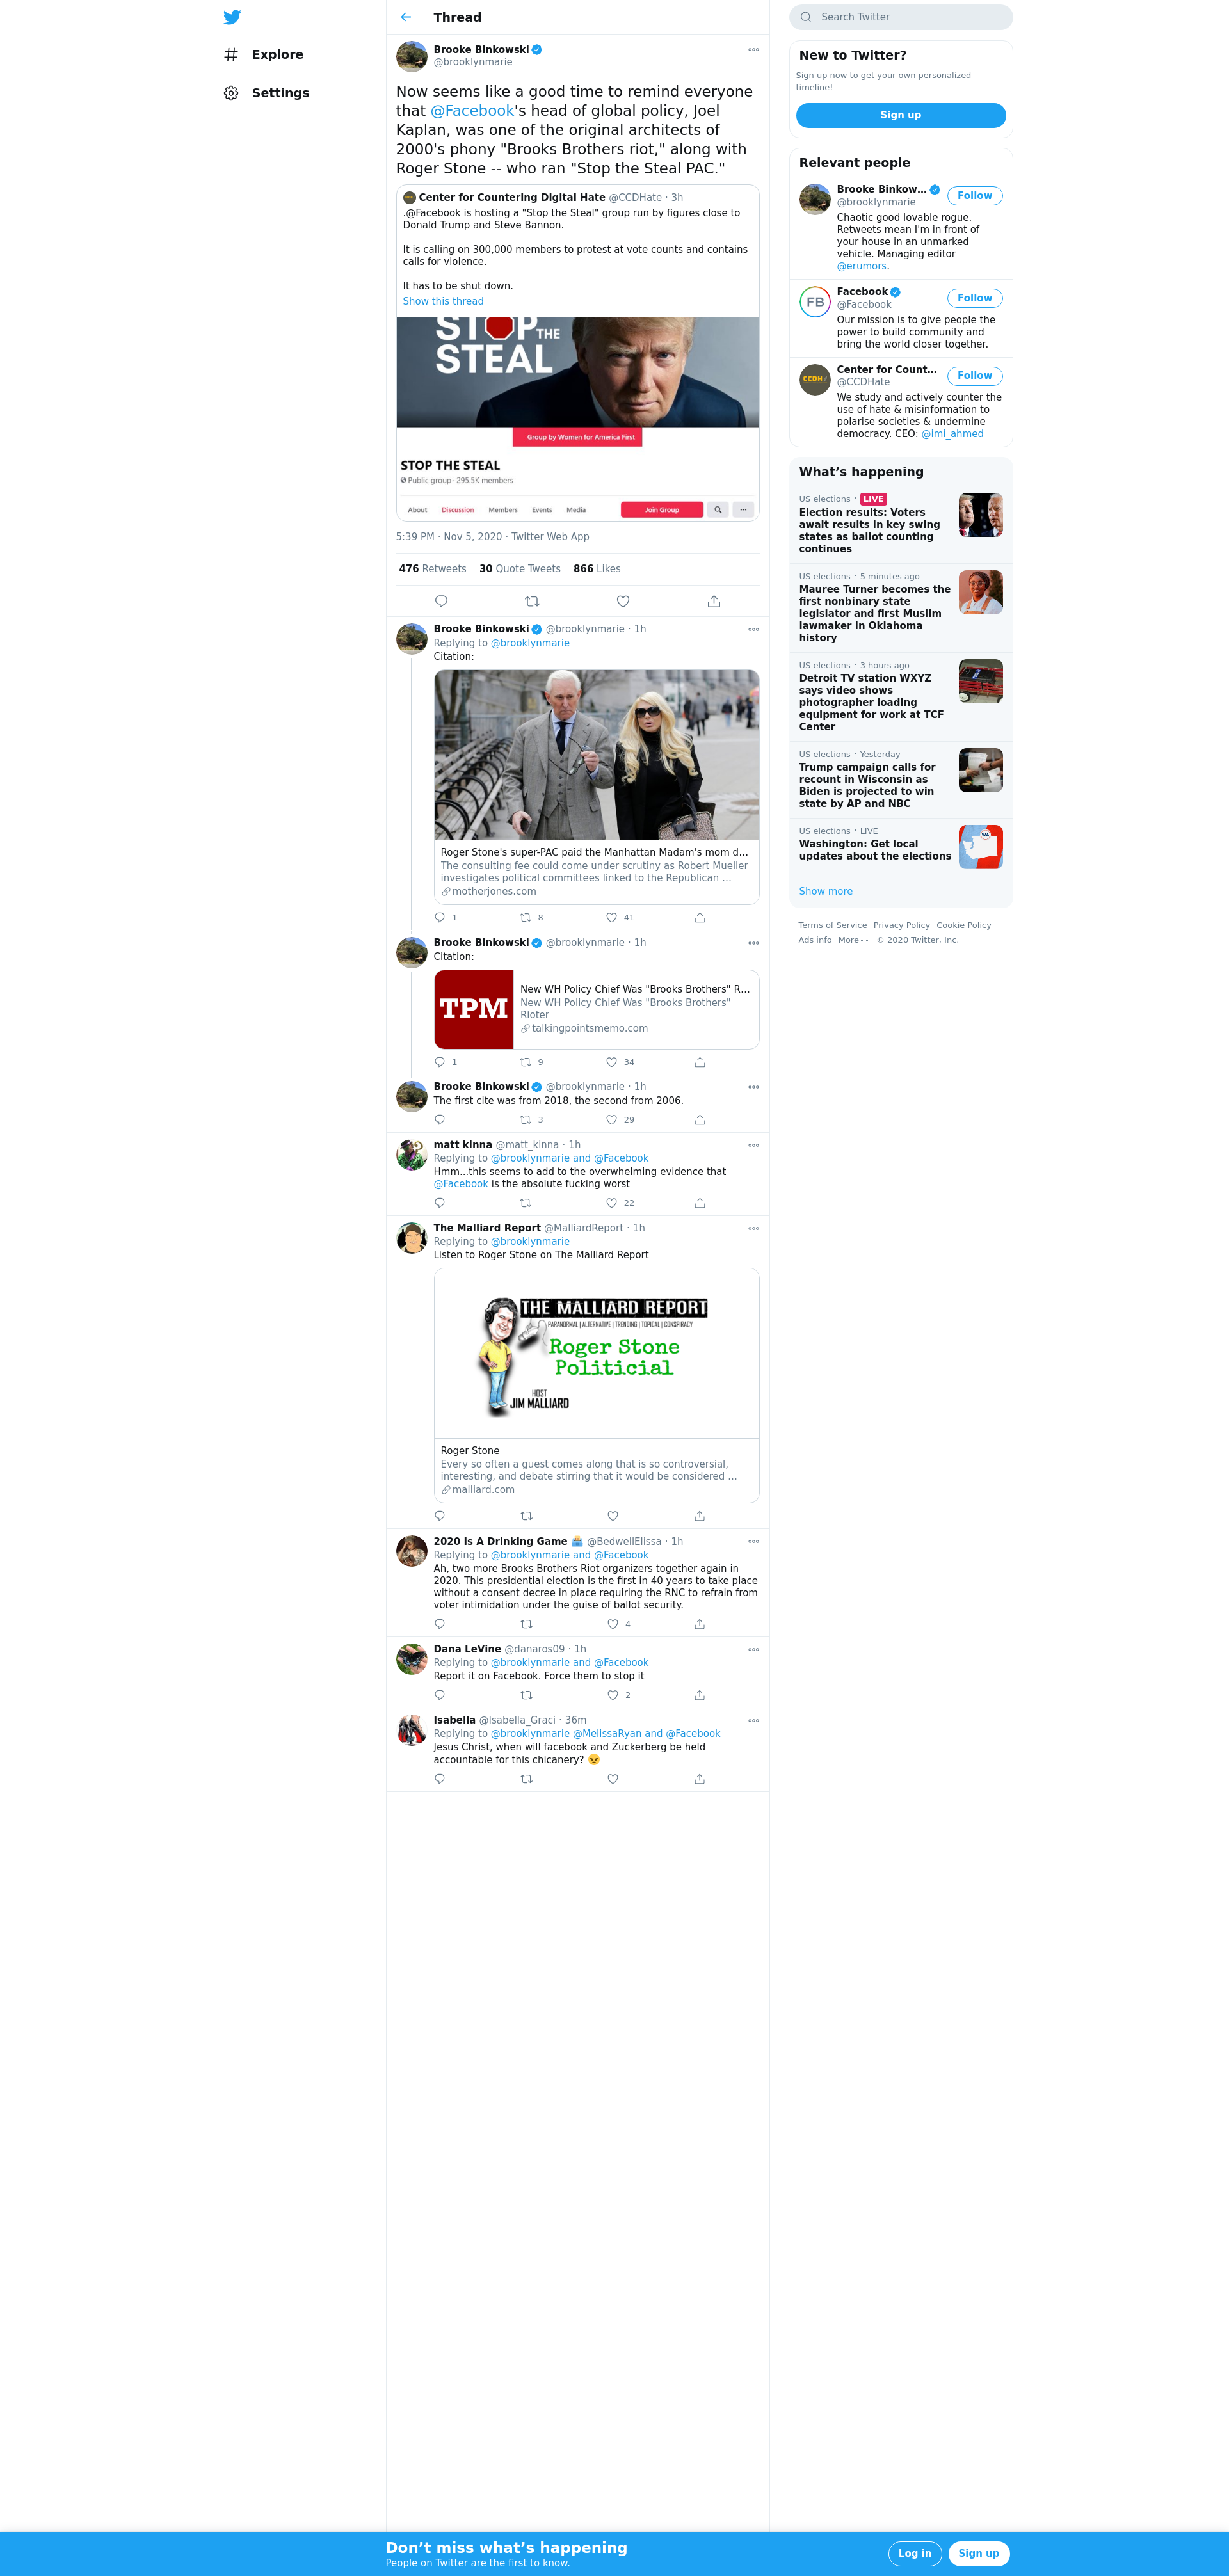 Explore
Settings
Thread
Brooke Binkowski
@brooklynmarie
Now seems like a good time to remind everyone
that @Facebook's head of global policy, Joel
Kaplan, was one of the original architects of
2000's phony "Brooks Brothers riot," along with
Roger Stone -- who ran "Stop the Steal PAC."
Center for Countering Digital Hate @CCDHate · 3h
.@Facebook is hosting a "Stop the Steal" group run by figures close to
Donald Trump and Steve Bannon.
It is calling on 300,000 members to protest at vote counts and contains
calls for violence.
It has to be shut down.
Show this thread
STOP THE
STEAL
Group by Women for America First
STOP THE STEAL
Public group · 295.5K members
About Discussion Members Events Media Join Group
5:39 PM · Nov 5, 2020 · Twitter Web App
476 Retweets 30 Quote Tweets 866 Likes
Brooke Binkowski @brooklynmarie · 1h
Replying to @brooklynmarie
Citation:
Roger Stone's super-PAC paid the Manhattan Madam's mom d…
The consulting fee could come under scrutiny as Robert Mueller
investigates political committees linked to the Republican …
motherjones.com
1 8 41
Brooke Binkowski @brooklynmarie · 1h
Citation:
TPM
New WH Policy Chief Was "Brooks Brothers" R…
New WH Policy Chief Was "Brooks Brothers"
Rioter
talkingpointsmemo.com
1 9 34
Brooke Binkowski @brooklynmarie · 1h
The first cite was from 2018, the second from 2006.
3 29
matt kinna @matt_kinna · 1h
Replying to @brooklynmarie and @Facebook
Hmm...this seems to add to the overwhelming evidence that
@Facebook is the absolute fucking worst
22
The Malliard Report @MalliardReport · 1h
Replying to @brooklynmarie
Listen to Roger Stone on The Malliard Report
THE MALLIARD REPORT
PARANORMAL | ALTERNATIVE | TRENDING | TOPICAL | CONSPIRACY
Roger Stone
Politicial
HOST
JIM MALLIARD
Roger Stone
Every so often a guest comes along that is so controversial,
interesting, and debate stirring that it would be considered …
malliard.com
2020 Is A Drinking Game @BedwellElissa · 1h
Replying to @brooklynmarie and @Facebook
Ah, two more Brooks Brothers Riot organizers together again in
2020. This presidential election is the first in 40 years to take place
without a consent decree in place requiring the RNC to refrain from
voter intimidation under the guise of ballot security.
4
Dana LeVine @danaros09 · 1h
Replying to @brooklynmarie and @Facebook
Report it on Facebook. Force them to stop it
2
Isabella @Isabella_Graci · 36m
Replying to @brooklynmarie @MelissaRyan and @Facebook
Jesus Christ, when will facebook and Zuckerberg be held
accountable for this chicanery? 😠
Search Twitter
New to Twitter?
Sign up now to get your own personalized
timeline!
Sign up
Relevant people
Brooke Binkow…
@brooklynmarie
Follow
Chaotic good lovable rogue.
Retweets mean I'm in front of
your house in an unmarked
vehicle. Managing editor
@erumors.
FB
Facebook
@Facebook
Follow
Our mission is to give people the
power to build community and
bring the world closer together.
CCDH
Center for Count…
@CCDHate
Follow
We study and actively counter the
use of hate & misinformation to
polarise societies & undermine
democracy. CEO: @imi_ahmed
What's happening
US elections · LIVE
Election results: Voters
await results in key swing
states as ballot counting
continues
US elections · 5 minutes ago
Mauree Turner becomes the
first nonbinary state
legislator and first Muslim
lawmaker in Oklahoma
history
US elections · 3 hours ago
Detroit TV station WXYZ
says video shows
photographer loading
equipment for work at TCF
Center
US elections · Yesterday
Trump campaign calls for
recount in Wisconsin as
Biden is projected to win
state by AP and NBC
US elections · LIVE
Washington: Get local
updates about the elections
WA
Show more
Terms of Service Privacy Policy Cookie Policy
Ads info More © 2020 Twitter, Inc.
Don't miss what's happening
People on Twitter are the first to know.
Log in
Sign up